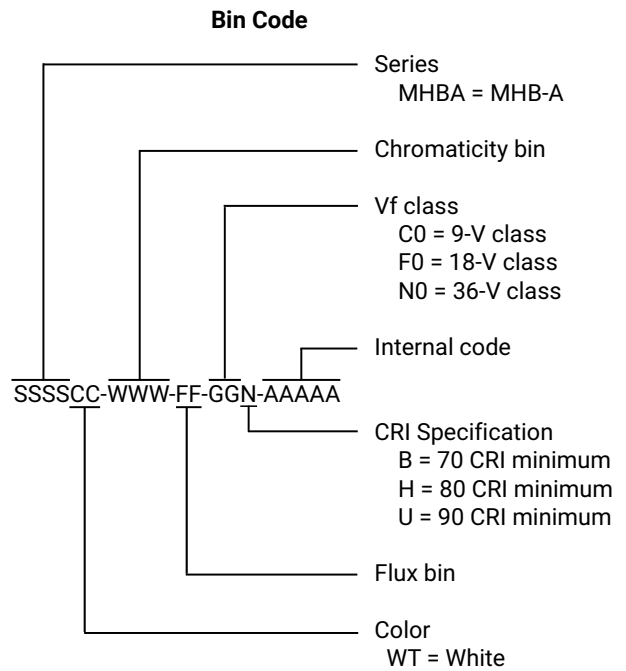 Bin Code
Series
MHBA = MHB-A
Chromaticity bin
Vf class
C0 = 9-V class
F0 = 18-V class
N0 = 36-V class
Internal code
SSSSCC-WWW-FF-GGN-AAAAA
CRI Specification
B = 70 CRI minimum
H = 80 CRI minimum
U = 90 CRI minimum
Flux bin
Color
WT = White